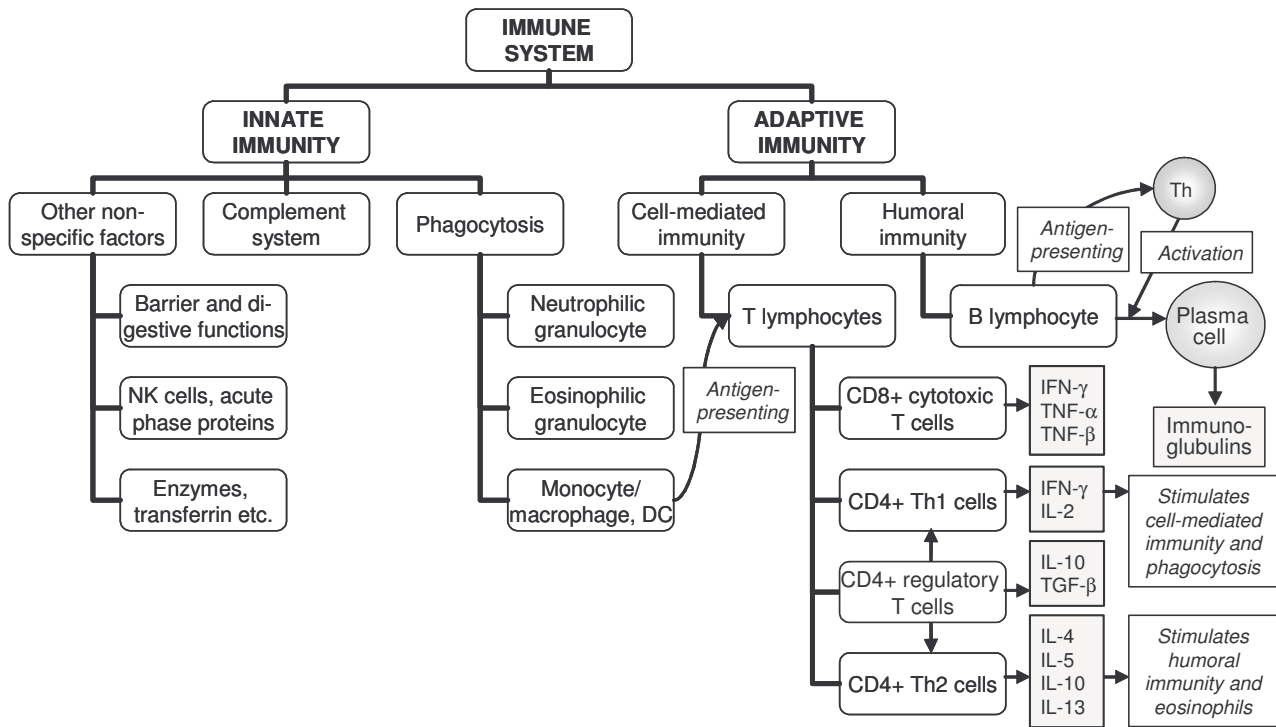 IMMUNE
SYSTEM
INNATE
IMMUNITY
ADAPTIVE
IMMUNITY
Other non-
specific factors
Complement
system
Phagocytosis
Cell-mediated
immunity
Humoral
immunity
Antigen-
presenting
Th
Activation
Barrier and di-
gestive functions
NK cells, acute
phase proteins
Enzymes,
transferrin etc.
Neutrophilic
granulocyte
Eosinophilic
granulocyte
Monocyte/
macrophage, DC
Antigen-
presenting
T lymphocytes
B lymphocyte
Plasma
cell
Immuno-
glubulins
CD8+ cytotoxic
T cells
IFN-γ
TNF-α
TNF-β
CD4+ Th1 cells
IFN-γ
IL-2
Stimulates
cell-mediated
immunity and
phagocytosis
CD4+ regulatory
T cells
IL-10
TGF-β
CD4+ Th2 cells
IL-4
IL-5
IL-10
IL-13
Stimulates
humoral
immunity and
eosinophils